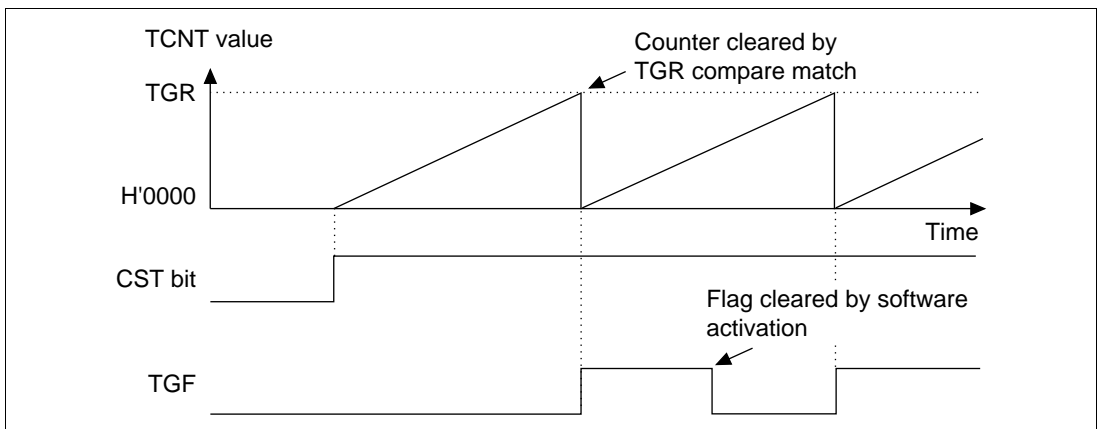 TCNT value
Counter cleared by
TGR compare match
TGR
H'0000
Time
CST bit
Flag cleared by software
activation
TGF